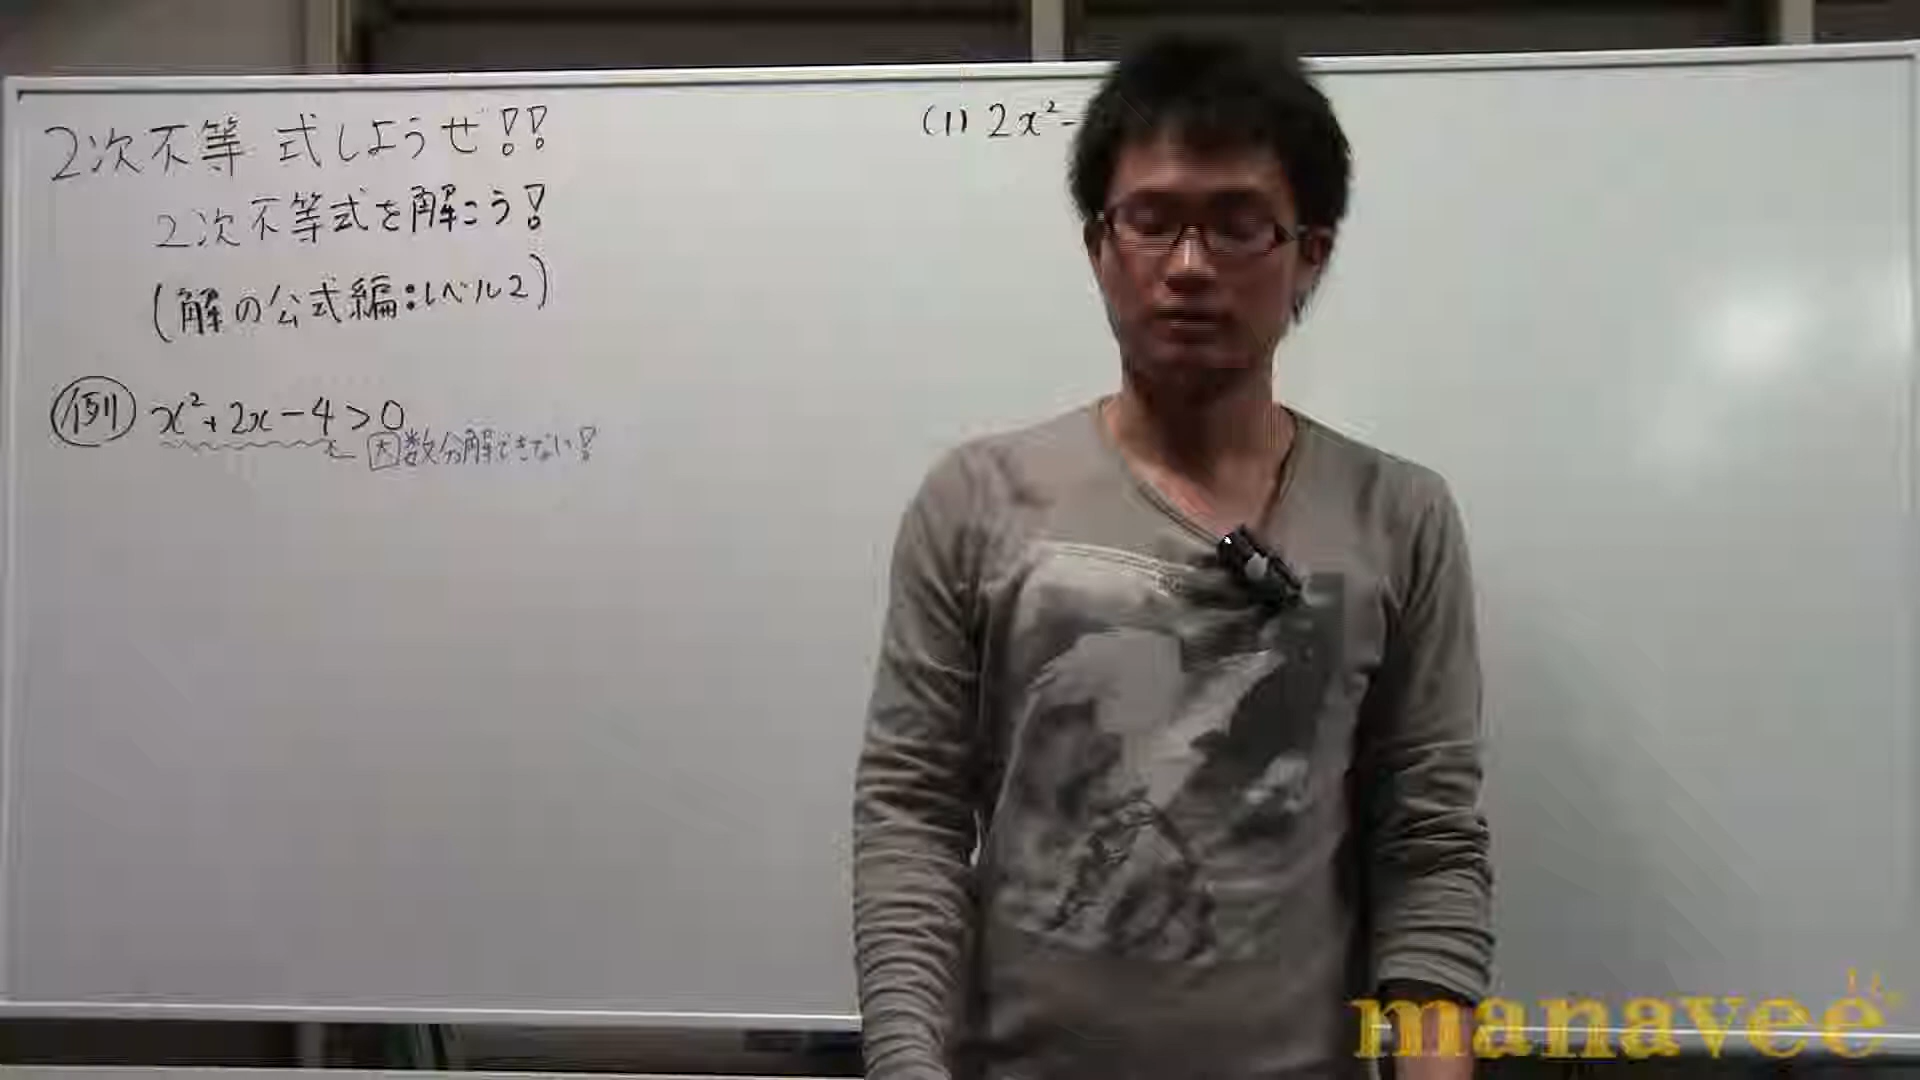 2次不等式しようぜ!!
2次不等式を解こう!
(解の公式編:レベル2)
例 x²+2x-4>0
因数分解できない!
(1) 2x²-
manavee